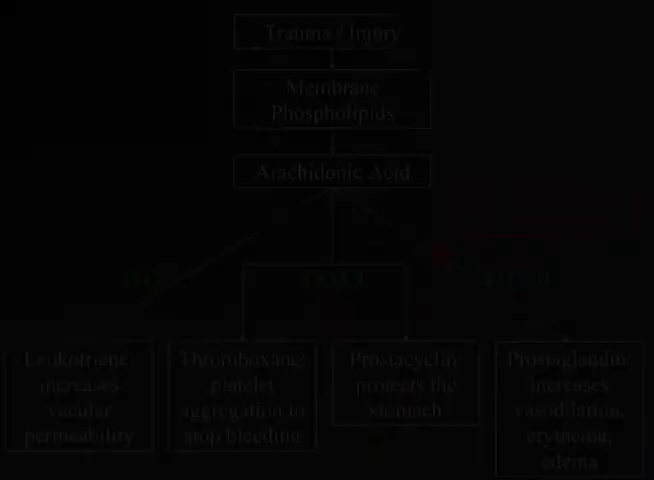 Trauma / Injury
Membrane
Phospholipids
Arachidonic Acid
Leukotriene:
increases
vacular
permeability
Thromboxane:
platelet
aggregation to
stop bleeding
Prostacyclin:
protects the
stomach
Prostaglandin:
increases
vasodilation,
erythema,
edema